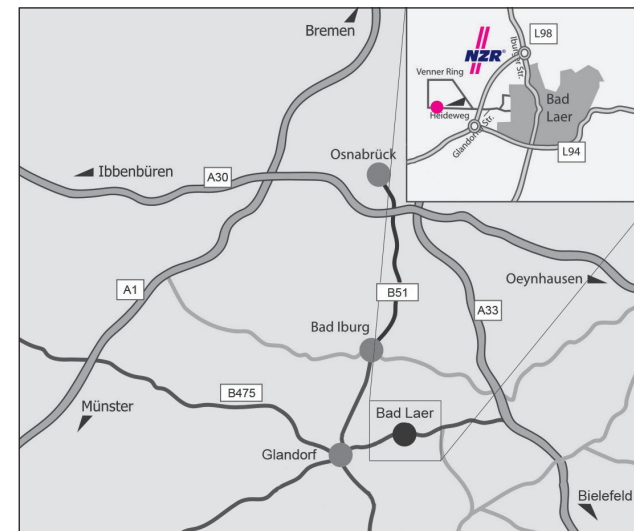 Bremen
L98
NZR®
Iburger Str.
Venner Ring
Bad
Laer
Heideweg
Glandorfer Str.
L94
Osnabrück
Ibbenbüren
A30
Oeynhausen
A1
B51
A33
Bad Iburg
B475
Münster
Bad Laer
Glandorf
Bielefeld